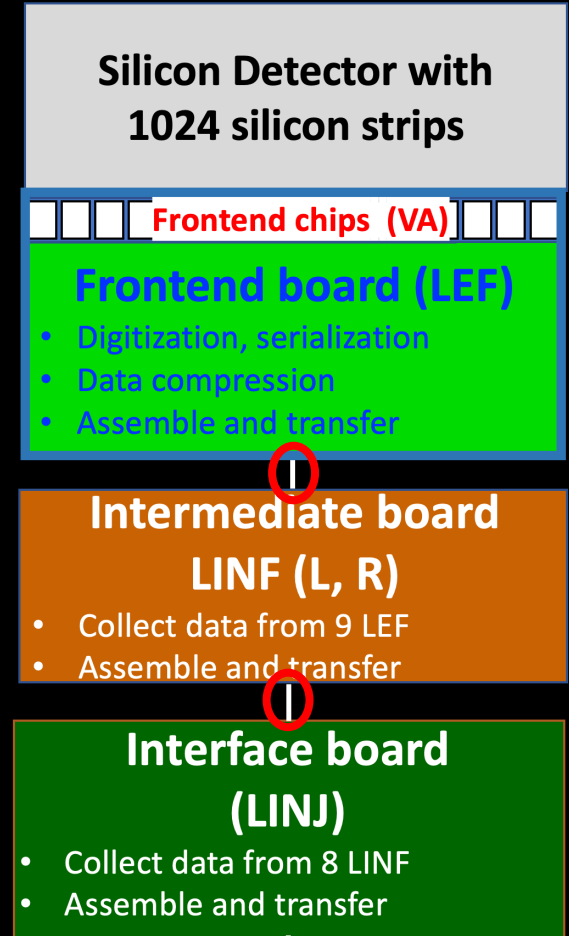 Silicon Detector with
1024 silicon strips
Frontend chips (VA)
Frontend board (LEF)
• Digitization, serialization
• Data compression
• Assemble and transfer
Intermediate board
LINF (L, R)
• Collect data from 9 LEF
• Assemble and transfer
Interface board
(LINJ)
• Collect data from 8 LINF
• Assemble and transfer